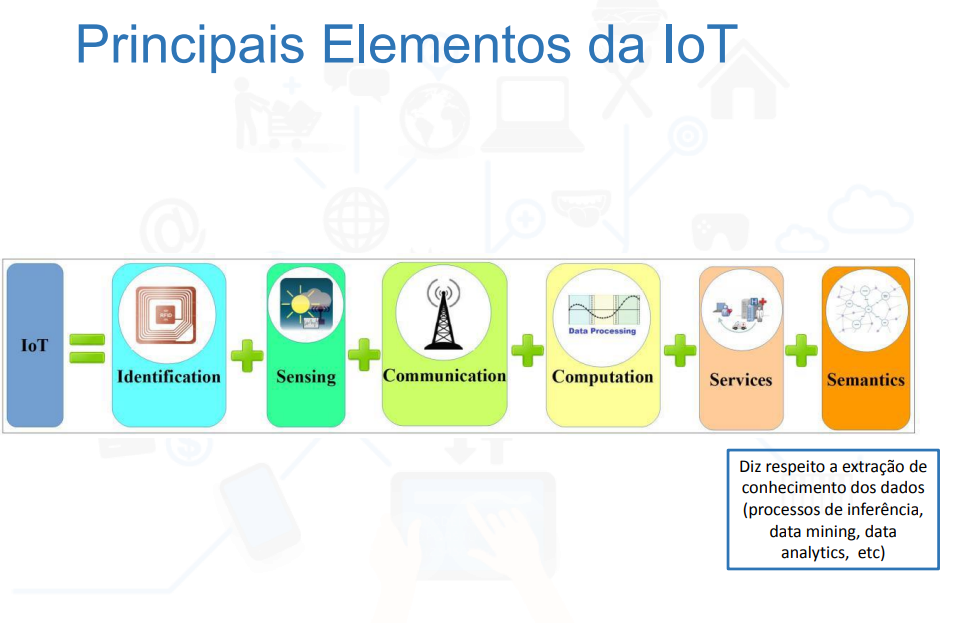 Principais Elementos da IoT
IoT
RFID
Identification
Sensing
Communication
Data Processing
Computation
Services
Semantics
Diz respeito a extração de
conhecimento dos dados
(processos de inferência,
data mining, data
analytics, etc)